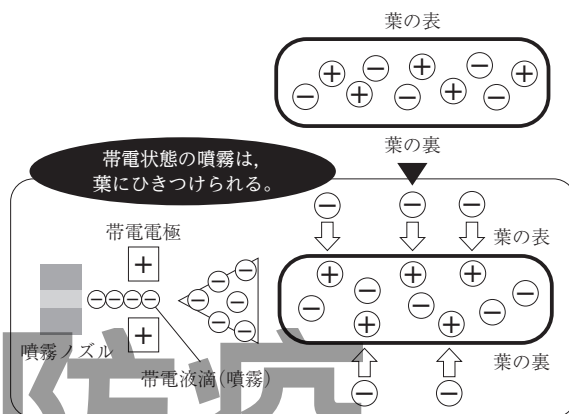 葉の表
葉の裏
帯電状態の噴霧は,
葉にひきつけられる。
帯電電極
葉の表
噴霧ノズル
帯電液滴(噴霧)
葉の裏
防疫